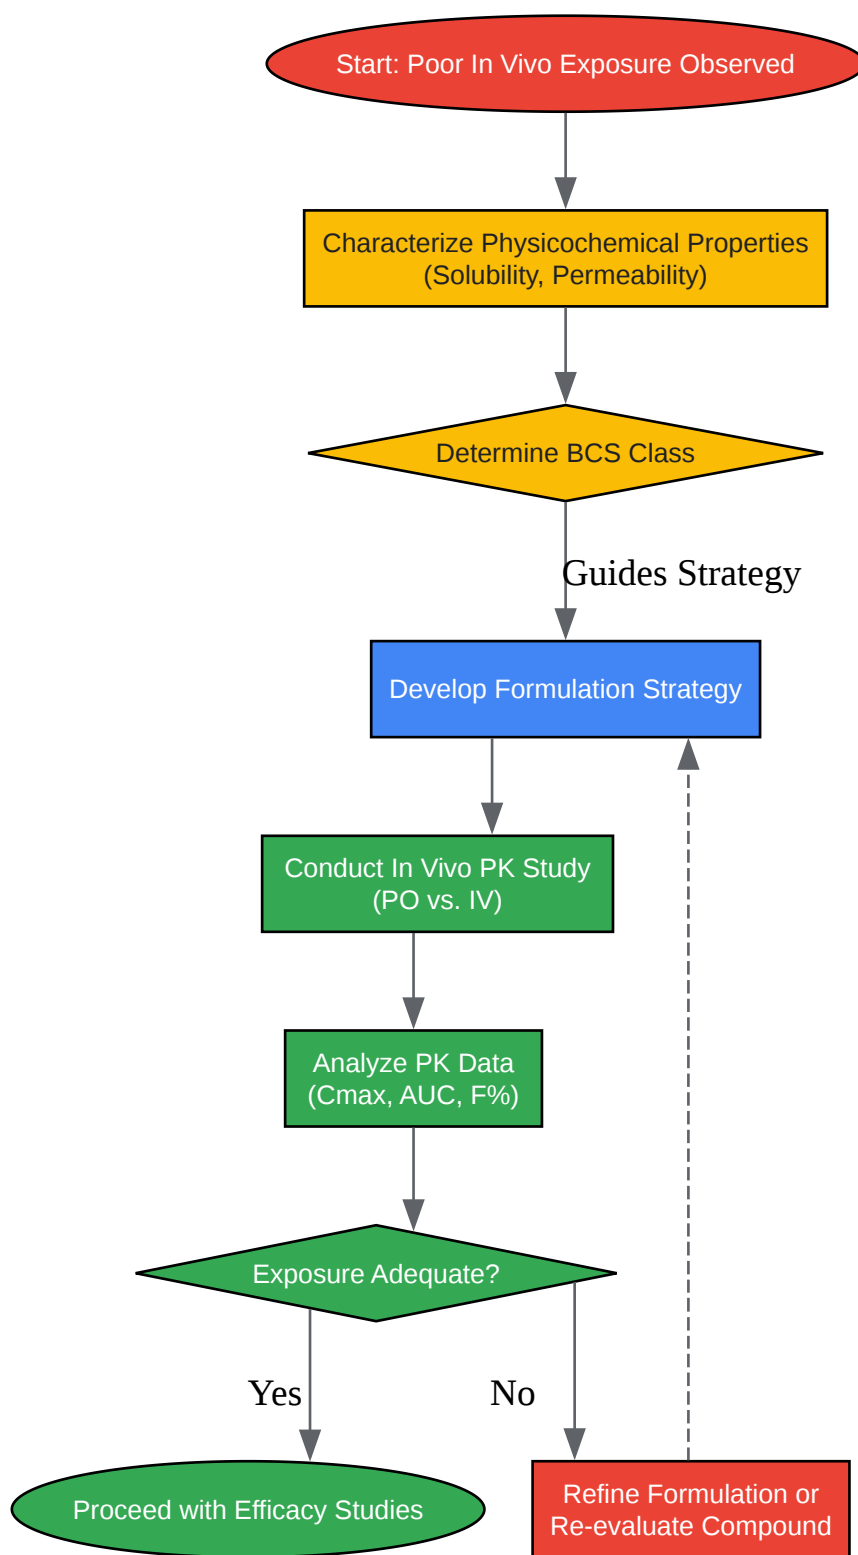 Start: Poor In Vivo Exposure Observed
Characterize Physicochemical Properties
(Solubility, Permeability)
Determine BCS Class
Guides Strategy
Develop Formulation Strategy
Conduct In Vivo PK Study
(PO vs. IV)
Analyze PK Data
(Cmax, AUC, F%)
Exposure Adequate?
Yes
No
Proceed with Efficacy Studies
Refine Formulation or
Re-evaluate Compound